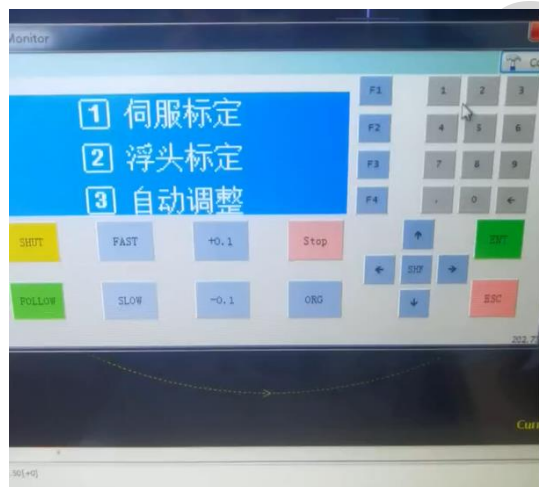 Monitor
F1 1 2 3
1 伺服标定
F2 4 5 6
2 浮头标定
F3 7 8 9
3 自动调整
F4 . 0 ←
SHUT FAST +0.1 Stop ↑ ENT
← SHF →
FOLLOW SLOW -0.1 ORG ↓ ESC